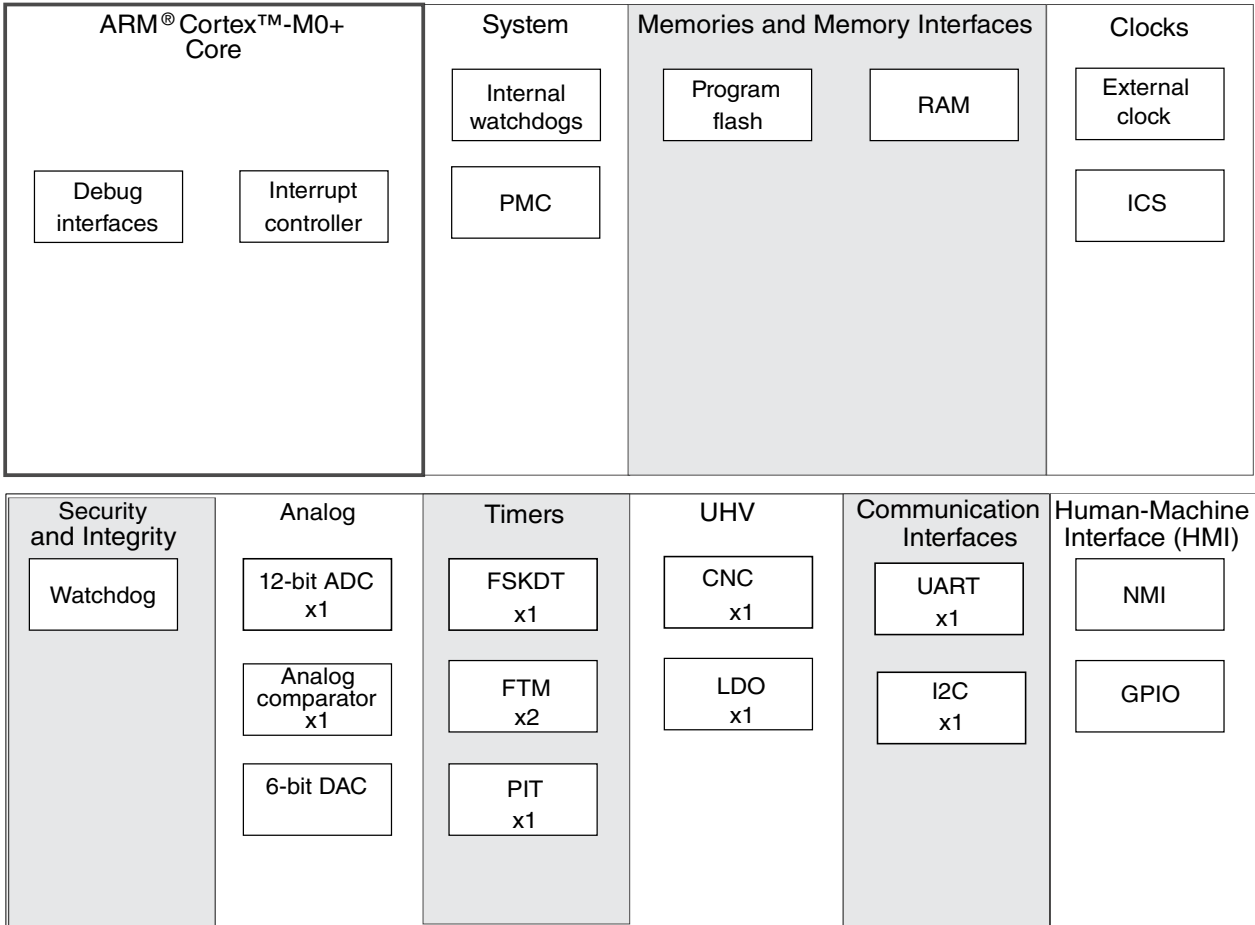 ARM® Cortex™-M0+
Core
Debug
interfaces
Interrupt
controller
System
Internal
watchdogs
PMC
Memories and Memory Interfaces
Program
flash
RAM
Clocks
External
clock
ICS
Security
and Integrity
Watchdog
Analog
12-bit ADC
x1
Analog
comparator
x1
6-bit DAC
Timers
FSKDT
x1
FTM
x2
PIT
x1
UHV
CNC
x1
LDO
x1
Communication
Interfaces
UART
x1
I2C
x1
Human-Machine
Interface (HMI)
NMI
GPIO